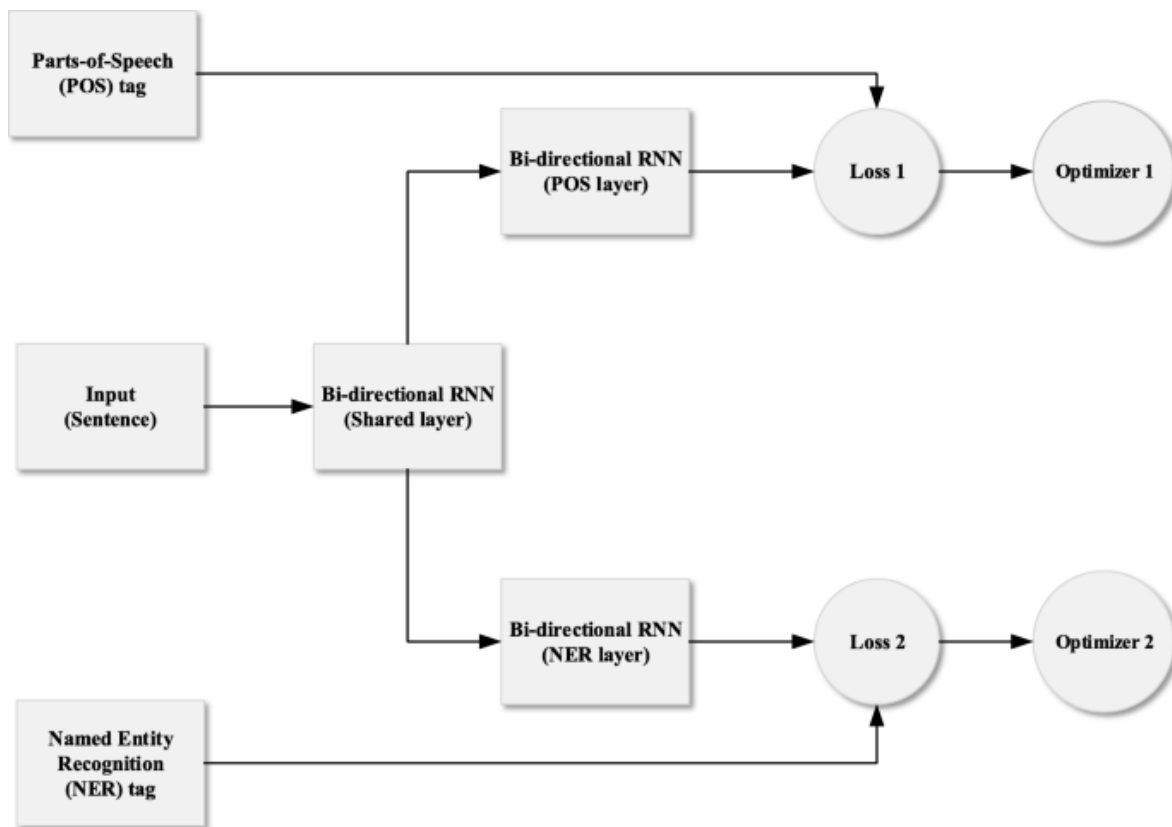 Parts-of-Speech
(POS) tag
Bi-directional RNN
(POS layer)
Loss 1
Optimizer 1
Input
(Sentence)
Bi-directional RNN
(Shared layer)
Bi-directional RNN
(NER layer)
Loss 2
Optimizer 2
Named Entity
Recognition
(NER) tag